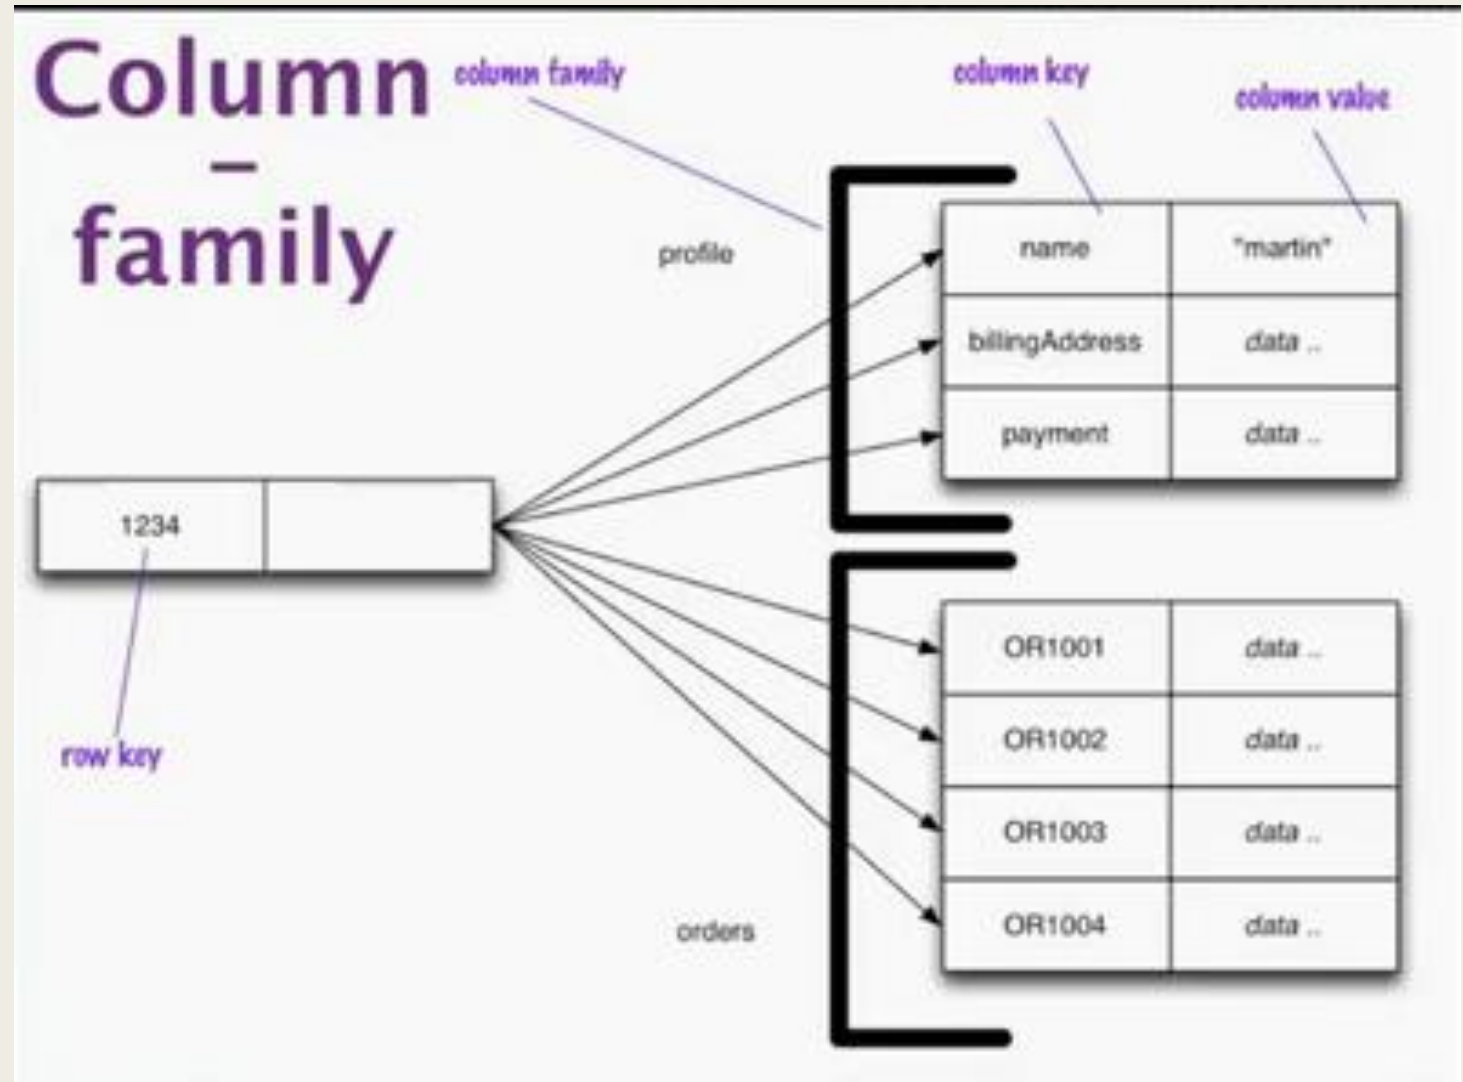 Column
–
family
column family
column key
column value
profile
name
"martin"
billingAddress
data ..
payment
data ..
1234
row key
OR1001
data ..
OR1002
data ..
OR1003
data ..
orders
OR1004
data ..